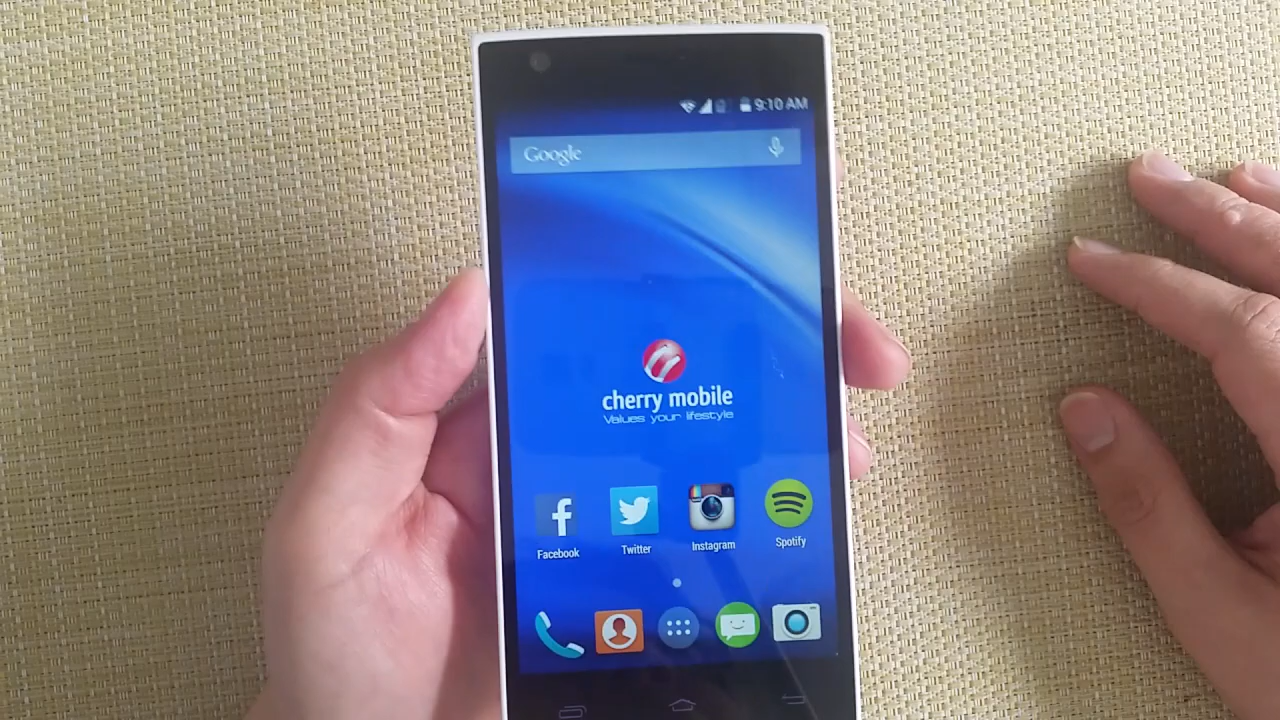 9:10 AM
Google
cherry mobile
Values your lifestyle
Facebook
Twitter
Instagram
Spotify